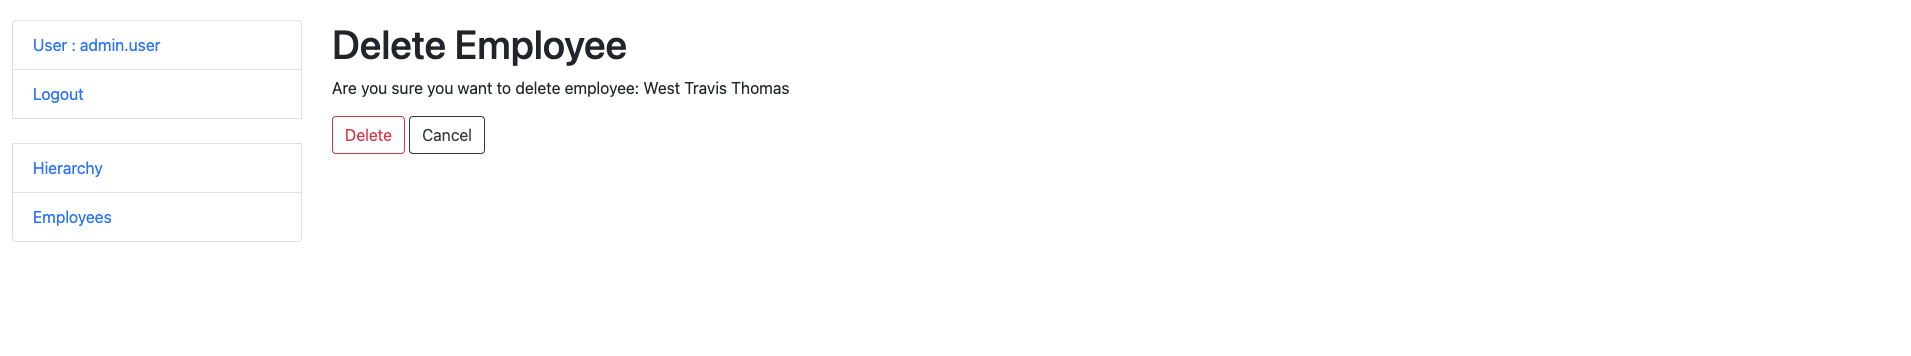 User : admin.user
Logout
Hierarchy
Employees
Delete Employee
Are you sure you want to delete employee: West Travis Thomas
Delete Cancel